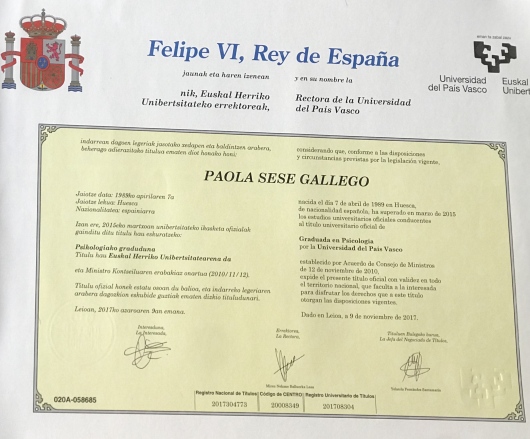 Felipe VI, Rey de España
jaunak eta haren izenean
y en su nombre la
nik, Euskal Herriko
Unibertsitateko errektoreak,
Rectora de la Universidad
del País Vasco
Universidad
del País Vasco
Euskal
Unibert
indarrean dagoen legeriak jasotako xedapen eta baldintzen arabera,
beherago adierazitako titulua ematen diot honako honi:
considerando que, conforme a las disposiciones
y circunstancias previstas por la legislación vigente,
PAOLA SESE GALLEGO
Jaiotze data: 1989ko apirilaren 7a
Jaiotze lekua: Huesca
Nazionalitatea: espainiarra
nacida el día 7 de abril de 1989 en Huesca,
de nacionalidad española, ha superado en marzo de 2015
los estudios universitarios oficiales conducentes
al título universitario oficial de
Izan ere, 2015eko martxoan unibertsitateko ikasketa ofizialak
gainditu ditu titulu hau eskuratzeko:
Psikologiako graduduna
Titulu hau Euskal Herriko Unibertsitatearena da
Graduada en Psicología
por la Universidad del País Vasco
eta Ministro Kontseiluaren erabakiaz onartua (2010/11/12).
establecido por Acuerdo de Consejo de Ministros
de 12 de noviembre de 2010,
expide el presente título oficial con validez en todo
el territorio nacional, que faculta a la interesada
para disfrutar los derechos que a este título
otorgan las disposiciones vigentes.
Titulu ofizial honek estatu osoan du balioa, eta indarreko legeriaren
arabera dagozkion eskubide guztiak ematen dizkio tituludunari.
Leioan, 2017ko azaroaren 9an emana.
Dado en Leioa, a 9 de noviembre de 2017.
Interesduna,
La Interesada,
Errektorea,
La Rectora,
Tituluen Bulegoko burua,
La Jefa del Negociado de Títulos,
020A-058685
Registro Nacional de Títulos
Código de CENTRO
Registro Universitario de Títulos
2017304773
20008349
201708304